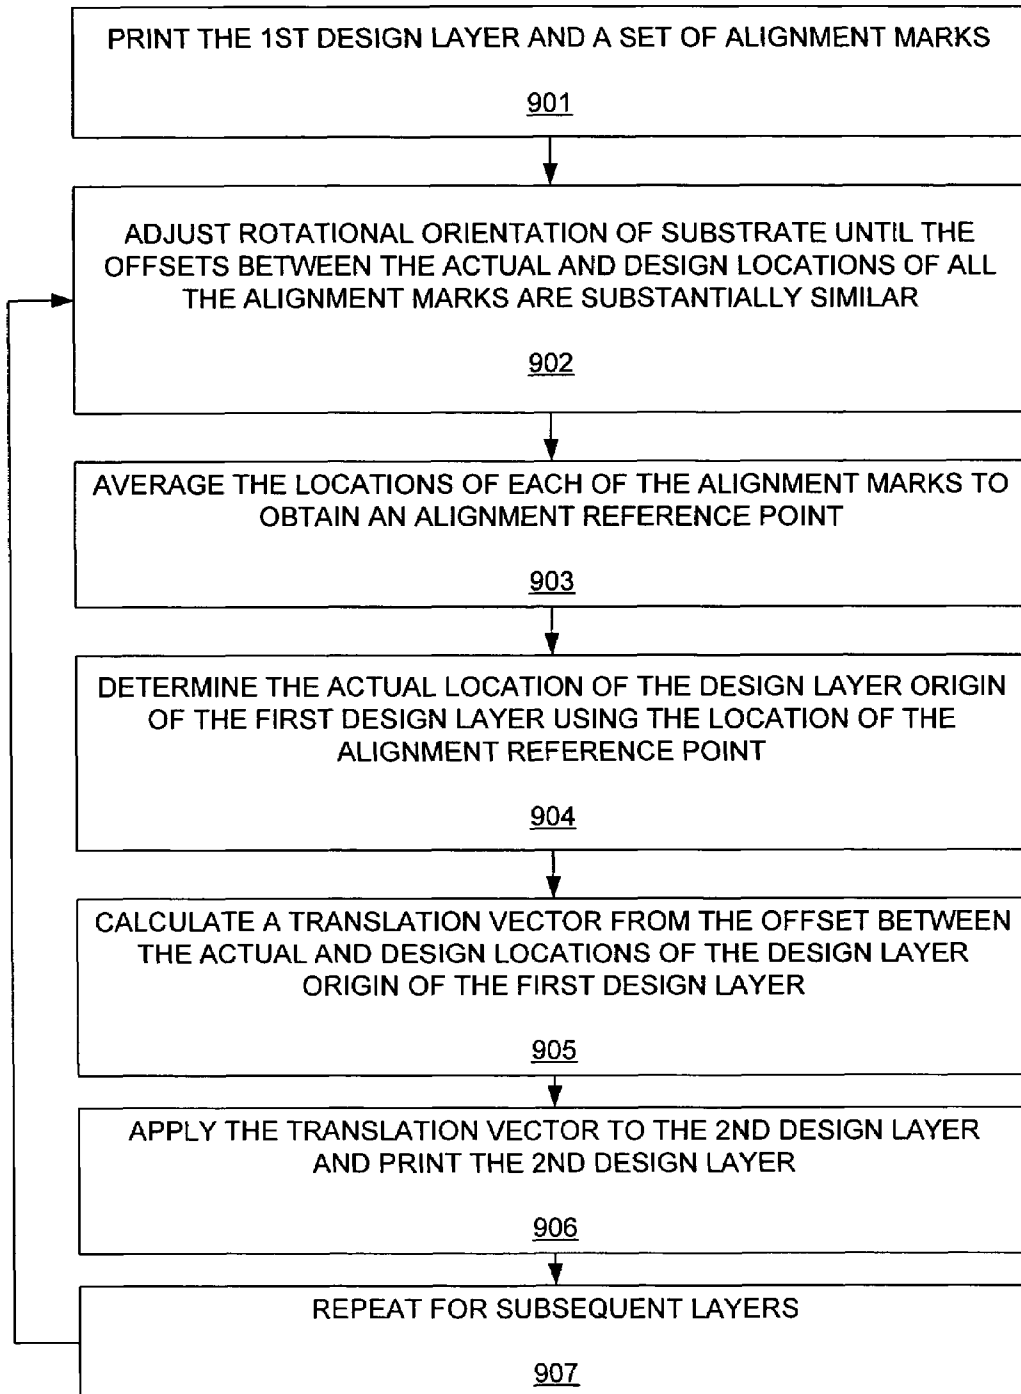 PRINT THE 1ST DESIGN LAYER AND A SET OF ALIGNMENT MARKS
901
ADJUST ROTATIONAL ORIENTATION OF SUBSTRATE UNTIL THE
OFFSETS BETWEEN THE ACTUAL AND DESIGN LOCATIONS OF ALL
THE ALIGNMENT MARKS ARE SUBSTANTIALLY SIMILAR
902
AVERAGE THE LOCATIONS OF EACH OF THE ALIGNMENT MARKS TO
OBTAIN AN ALIGNMENT REFERENCE POINT
903
DETERMINE THE ACTUAL LOCATION OF THE DESIGN LAYER ORIGIN
OF THE FIRST DESIGN LAYER USING THE LOCATION OF THE
ALIGNMENT REFERENCE POINT
904
CALCULATE A TRANSLATION VECTOR FROM THE OFFSET BETWEEN
THE ACTUAL AND DESIGN LOCATIONS OF THE DESIGN LAYER
ORIGIN OF THE FIRST DESIGN LAYER
905
APPLY THE TRANSLATION VECTOR TO THE 2ND DESIGN LAYER
AND PRINT THE 2ND DESIGN LAYER
906
REPEAT FOR SUBSEQUENT LAYERS
907